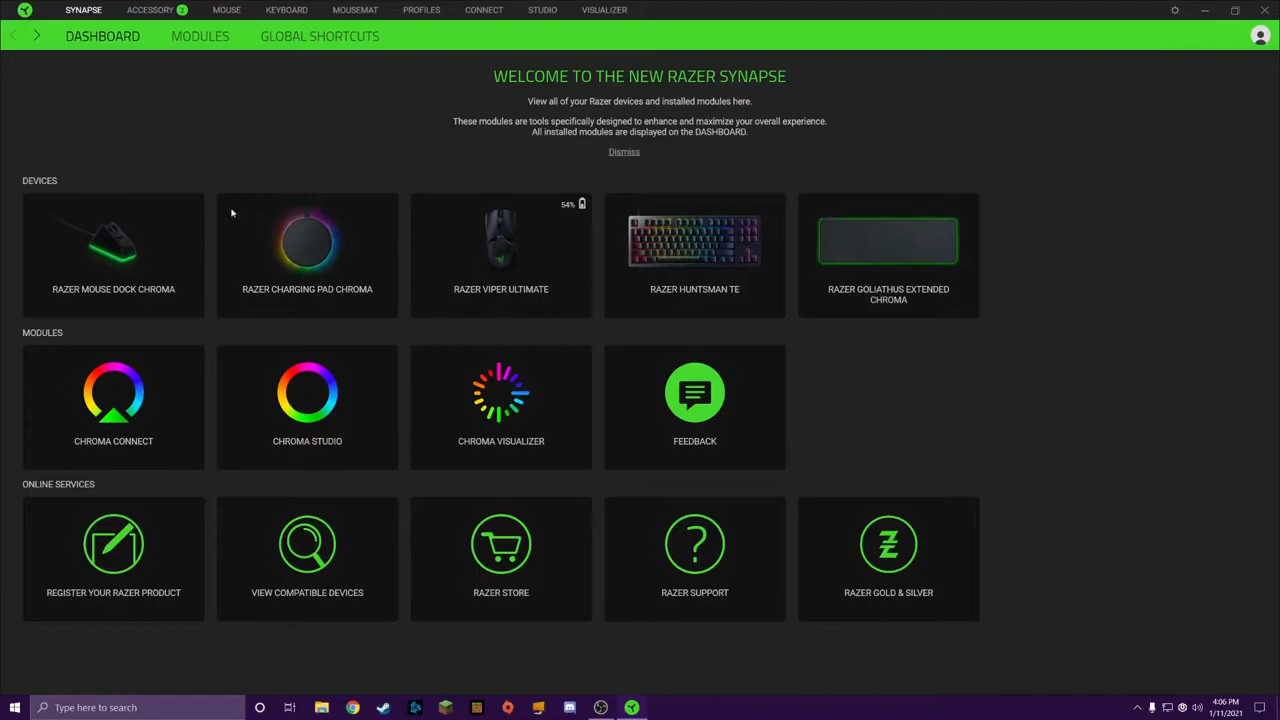 SYNAPSE ACCESSORY 2 MOUSE KEYBOARD MOUSEMAT PROFILES CONNECT STUDIO VISUALIZER
DASHBOARD MODULES GLOBAL SHORTCUTS
WELCOME TO THE NEW RAZER SYNAPSE
View all of your Razer devices and installed modules here.
These modules are tools specifically designed to enhance and maximize your overall experience.
All installed modules are displayed on the DASHBOARD.
Dismiss
DEVICES
54%
RAZER MOUSE DOCK CHROMA
RAZER CHARGING PAD CHROMA
RAZER VIPER ULTIMATE
RAZER HUNTSMAN TE
RAZER GOLIATHUS EXTENDED
CHROMA
MODULES
CHROMA CONNECT
CHROMA STUDIO
CHROMA VISUALIZER
FEEDBACK
ONLINE SERVICES
REGISTER YOUR RAZER PRODUCT
VIEW COMPATIBLE DEVICES
RAZER STORE
RAZER SUPPORT
RAZER GOLD & SILVER
Type here to search
4:06 PM
1/11/2021